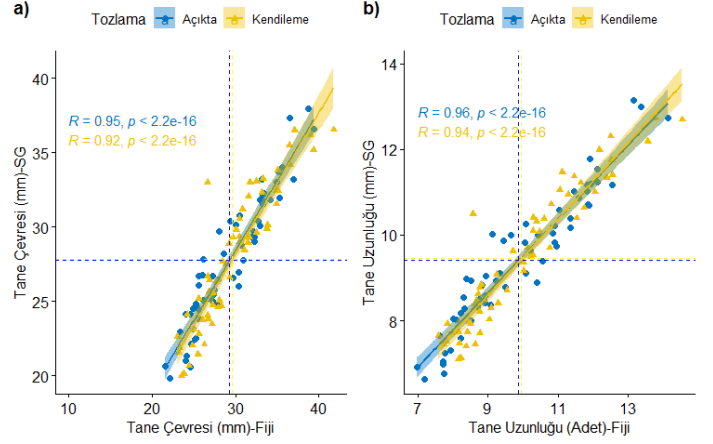 a)
Tozlama Açıkta Kendileme
R = 0.95, p < 2.2e-16
R = 0.92, p < 2.2e-16
Tane Çevresi (mm)-SG
40
35
30
25
20
10 20 30 40
Tane Çevresi (mm)-Fiji
b)
Tozlama Açıkta Kendileme
R = 0.96, p < 2.2e-16
R = 0.94, p < 2.2e-16
Tane Uzunluğu (mm)-SG
14
12
10
8
7 9 11 13
Tane Uzunluğu (Adet)-Fiji